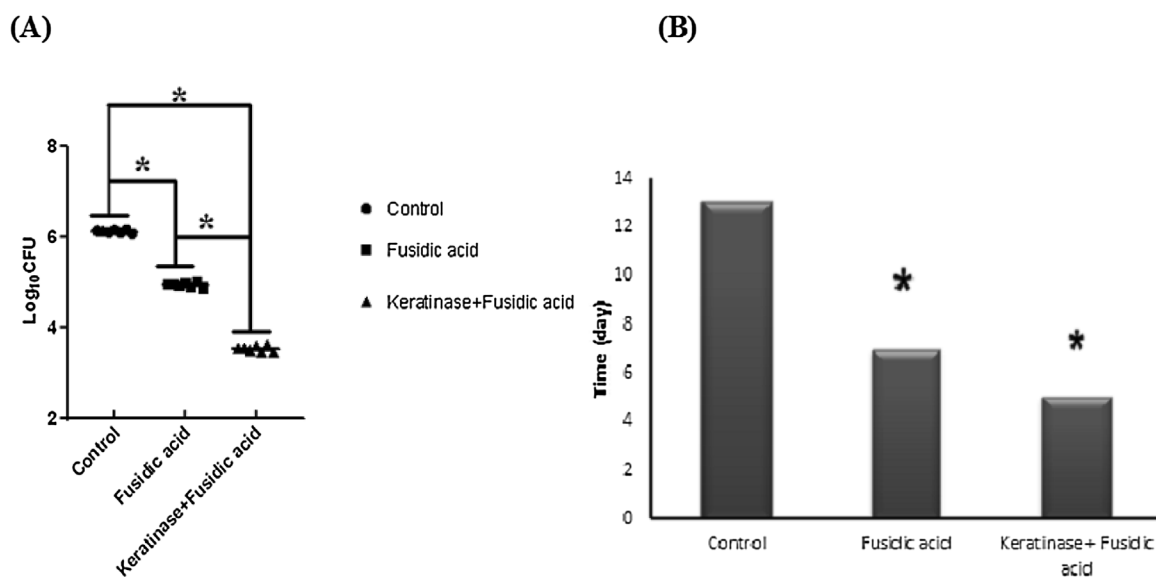 (A)
(B)
*
*
*
8
6
4
2
Log₁₀CFU
Control
Fusidic acid
Keratinase+Fusidic acid
Control
Fusidic acid
Keratinase+Fusidic acid
14
12
10
8
6
4
2
0
Time (day)
*
*
Control
Fusidic acid
Keratinase+ Fusidic
acid